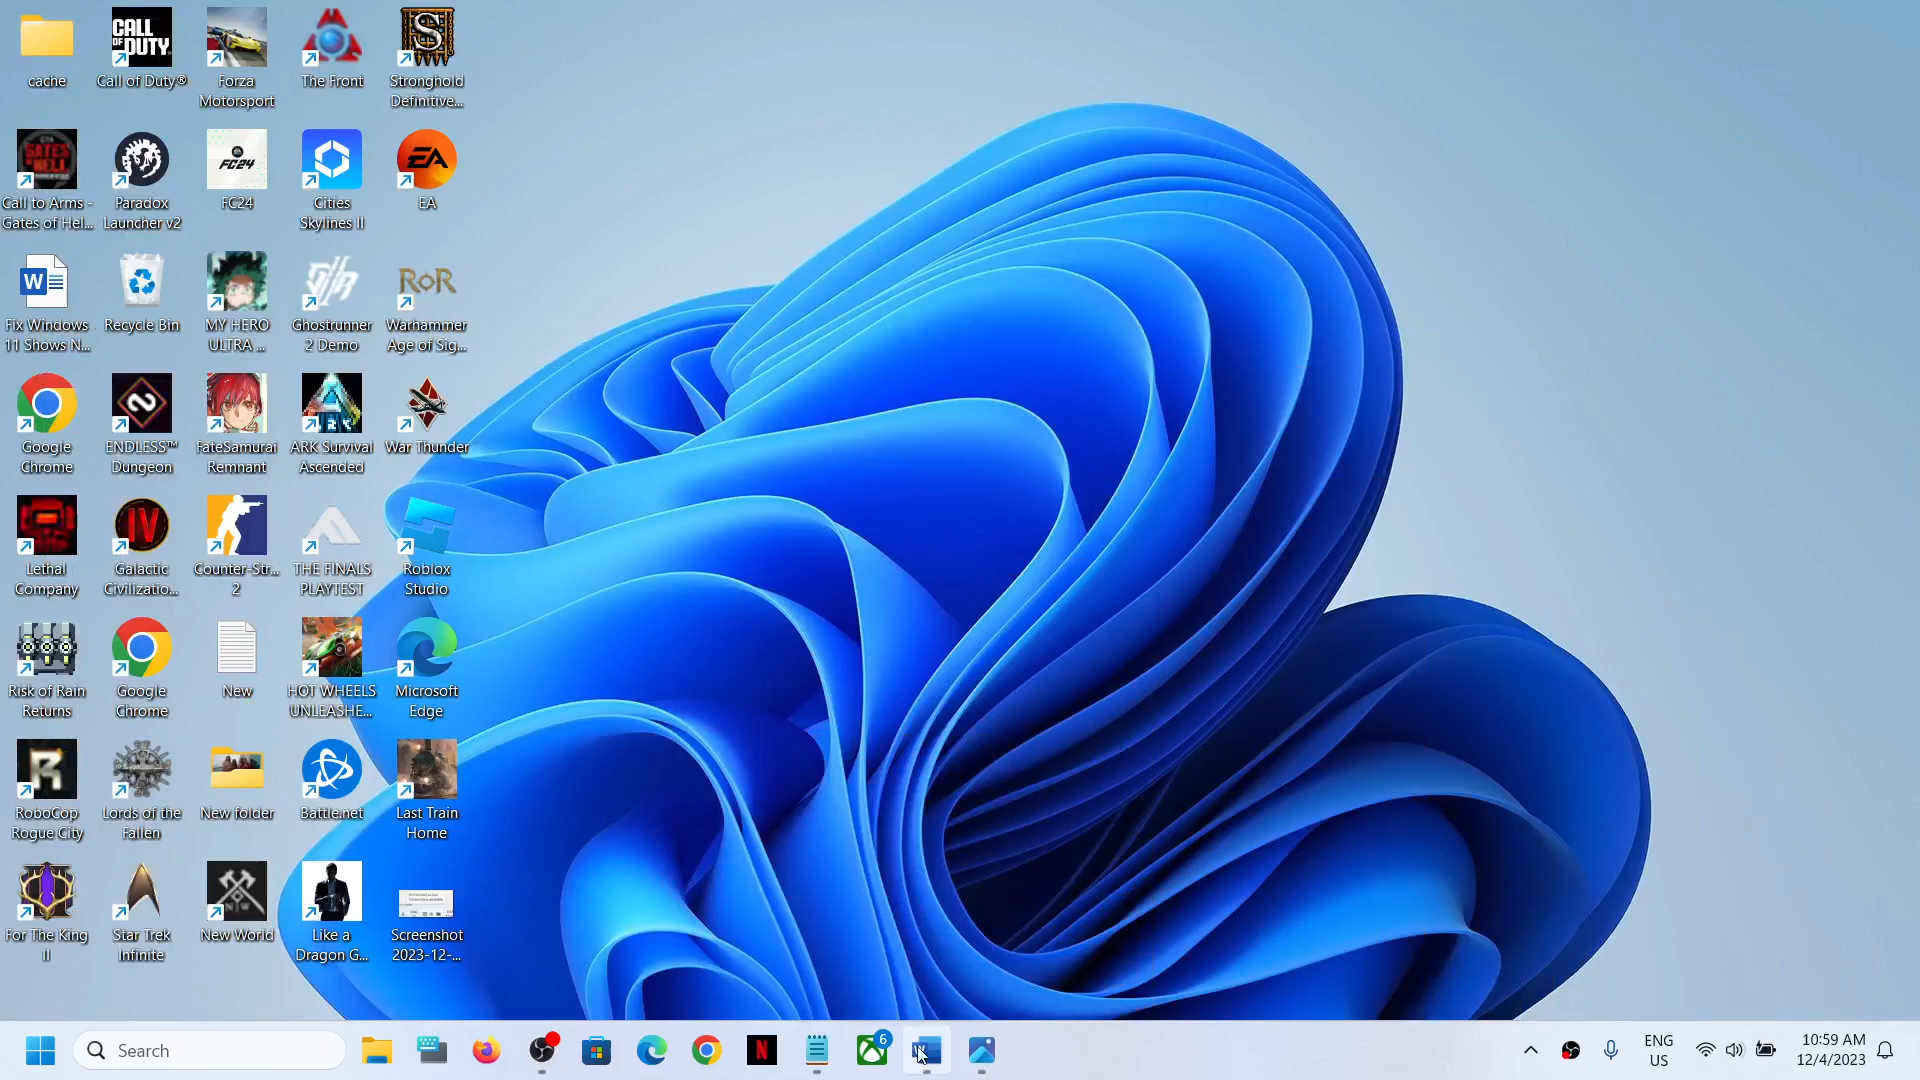 cache
Call of Duty®
Forza
Motorsport
The Front
Stronghold
Definitive...
Call to Arms -
Gates of Hel...
Paradox
Launcher v2
FC24
Cities
Skylines II
EA
Fix Windows
11 Shows N...
Recycle Bin
MY HERO
ULTRA ...
Ghostrunner
2 Demo
Warhammer
Age of Sig...
Google
Chrome
ENDLESS™
Dungeon
FateSamurai
Remnant
ARK Survival
Ascended
War Thunder
Lethal
Company
Galactic
Civilizatio...
Counter-Str...
2
THE FINALS
PLAYTEST
Roblox
Studio
Risk of Rain
Returns
Google
Chrome
New
HOT WHEELS
UNLEASHE...
Microsoft
Edge
RoboCop
Rogue City
Lords of the
Fallen
New folder
Battle.net
Last Train
Home
For The King
II
Star Trek
Infinite
New World
Like a
Dragon G...
Screenshot
2023-12-...
Search
6
ENG
US
10:59 AM
12/4/2023